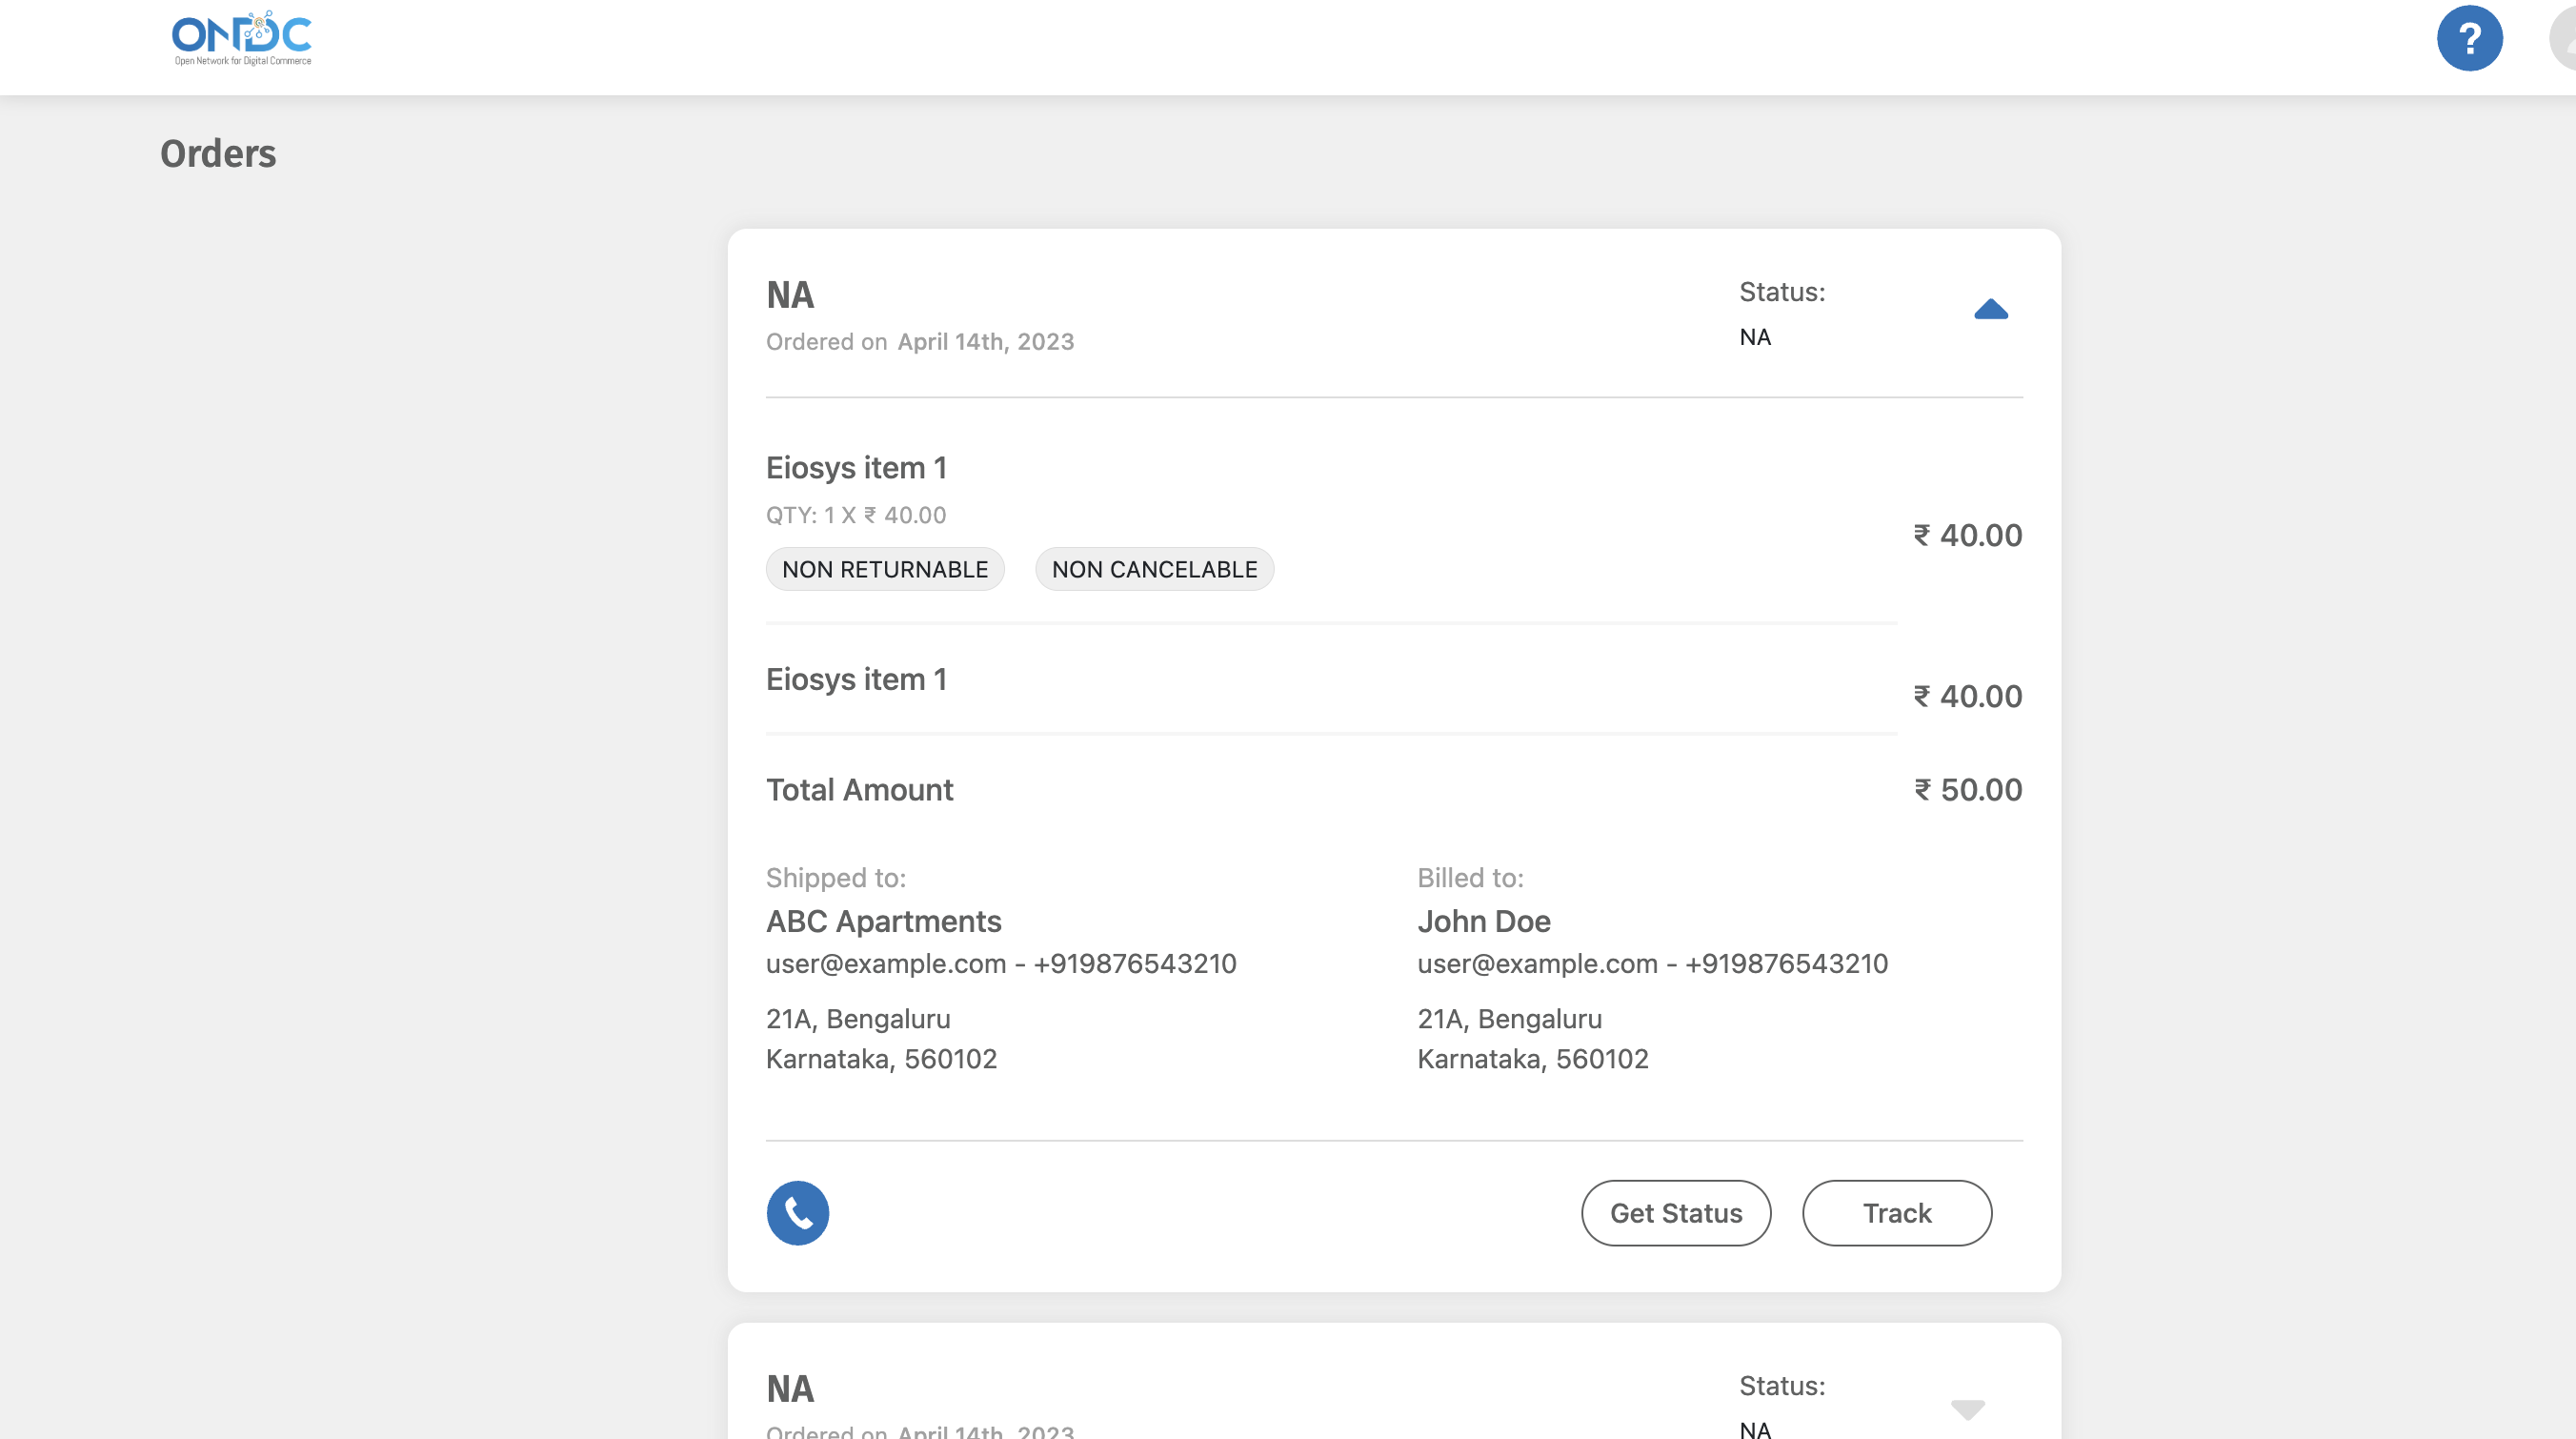 ONDC
Open Network for Digital Commerce
?
Orders
NA
Status:
Ordered on April 14th, 2023
NA
Eiosys item 1
QTY: 1 X ₹ 40.00
₹ 40.00
NON RETURNABLE NON CANCELABLE
Eiosys item 1
₹ 40.00
Total Amount
₹ 50.00
Shipped to:
ABC Apartments
user@example.com - +919876543210
21A, Bengaluru
Karnataka, 560102
Billed to:
John Doe
user@example.com - +919876543210
21A, Bengaluru
Karnataka, 560102
Get Status
Track
NA
Status:
Ordered on April 14th, 2023
NA